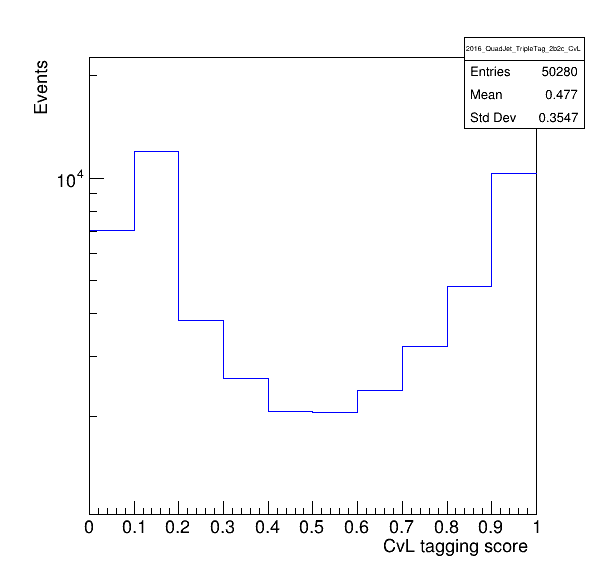 2016_QuadJet_TripleTag_2b2c_CvL
Entries 50280
Mean 0.477
Std Dev 0.3547
Events
10^4
0 0.1 0.2 0.3 0.4 0.5 0.6 0.7 0.8 0.9 1
CvL tagging score